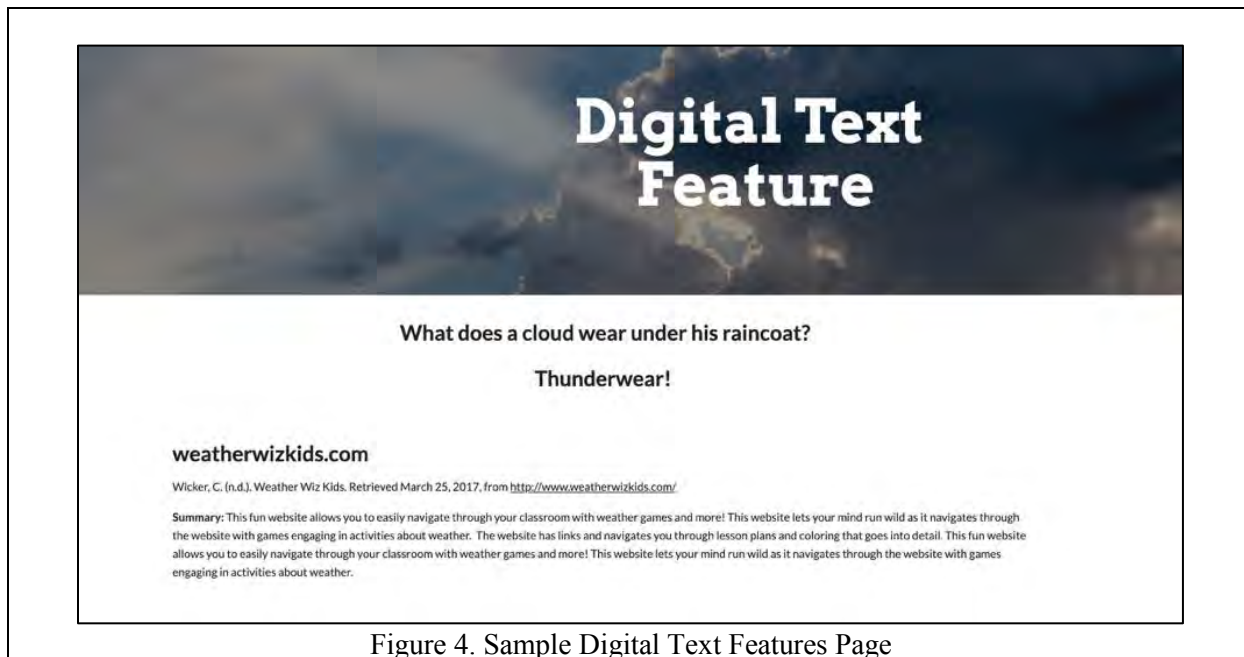 Digital Text
Feature
What does a cloud wear under his raincoat?
Thunderwear!
weatherwizkids.com
Wicker, C. (n.d.). Weather Wiz Kids. Retrieved March 25, 2017, from http://www.weatherwizkids.com/
Summary: This fun website allows you to easily navigate through your classroom with weather games and more! This website lets your mind run wild as it navigates through
the website with games engaging in activities about weather.  The website has links and navigates you through lesson plans and coloring that goes into detail. This fun website
allows you to easily navigate through your classroom with weather games and more! This website lets your mind run wild as it navigates through the website with games
engaging in activities about weather.
Figure 4. Sample Digital Text Features Page